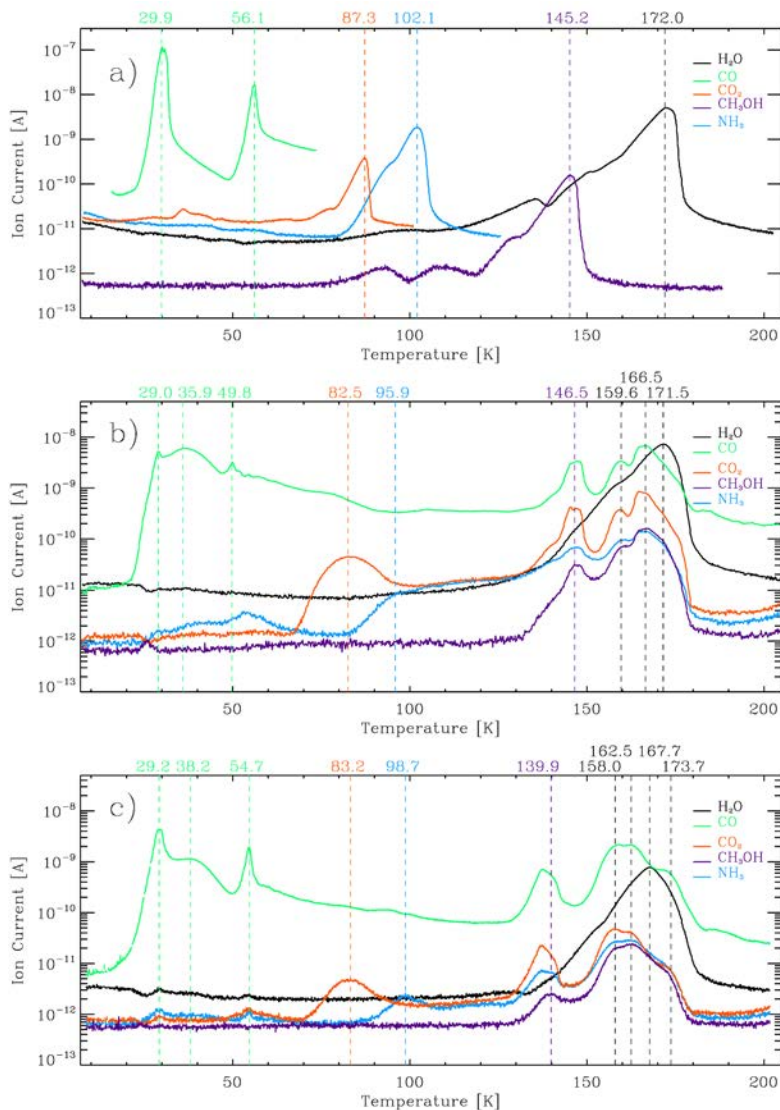 29.9 56.1 87.3 102.1 145.2 172.0
a)
H₂O
CO
CO₂
CH₃OH
NH₃
Ion Current [A]
10⁻⁷
10⁻⁸
10⁻⁹
10⁻¹⁰
10⁻¹¹
10⁻¹²
10⁻¹³
50 100 150 200
Temperature [K]
166.5
29.0 35.9 49.8 82.5 95.9 146.5 159.6 171.5
b)
H₂O
CO
CO₂
CH₃OH
NH₃
Ion Current [A]
10⁻⁸
10⁻⁹
10⁻¹⁰
10⁻¹¹
10⁻¹²
10⁻¹³
50 100 150 200
Temperature [K]
162.5 167.7
29.2 38.2 54.7 83.2 98.7 139.9 158.0 173.7
c)
H₂O
CO
CO₂
CH₃OH
NH₃
Ion Current [A]
10⁻⁸
10⁻⁹
10⁻¹⁰
10⁻¹¹
10⁻¹²
10⁻¹³
50 100 150 200
Temperature [K]